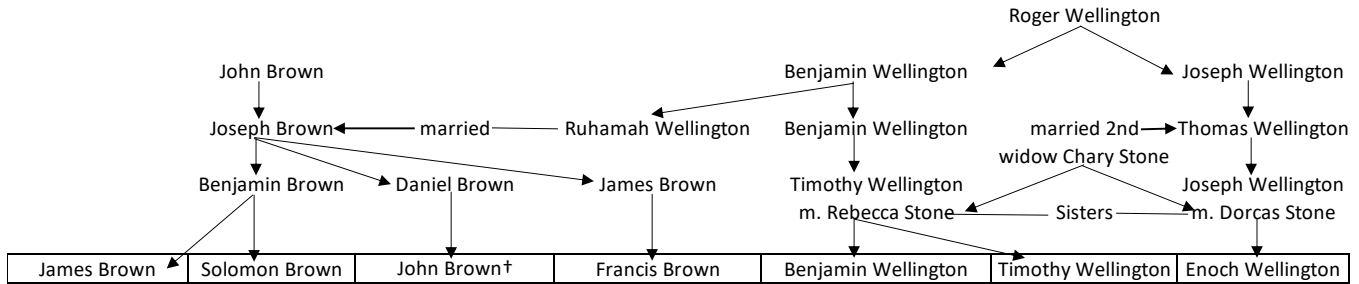 Roger Wellington
John Brown Benjamin Wellington Joseph Wellington
Joseph Brown married Ruhamah Wellington Benjamin Wellington married 2nd Thomas Wellington
widow Chary Stone
Benjamin Brown Daniel Brown James Brown Timothy Wellington Joseph Wellington
m. Rebecca Stone Sisters m. Dorcas Stone
James Brown Solomon Brown John Brown† Francis Brown Benjamin Wellington Timothy Wellington Enoch Wellington